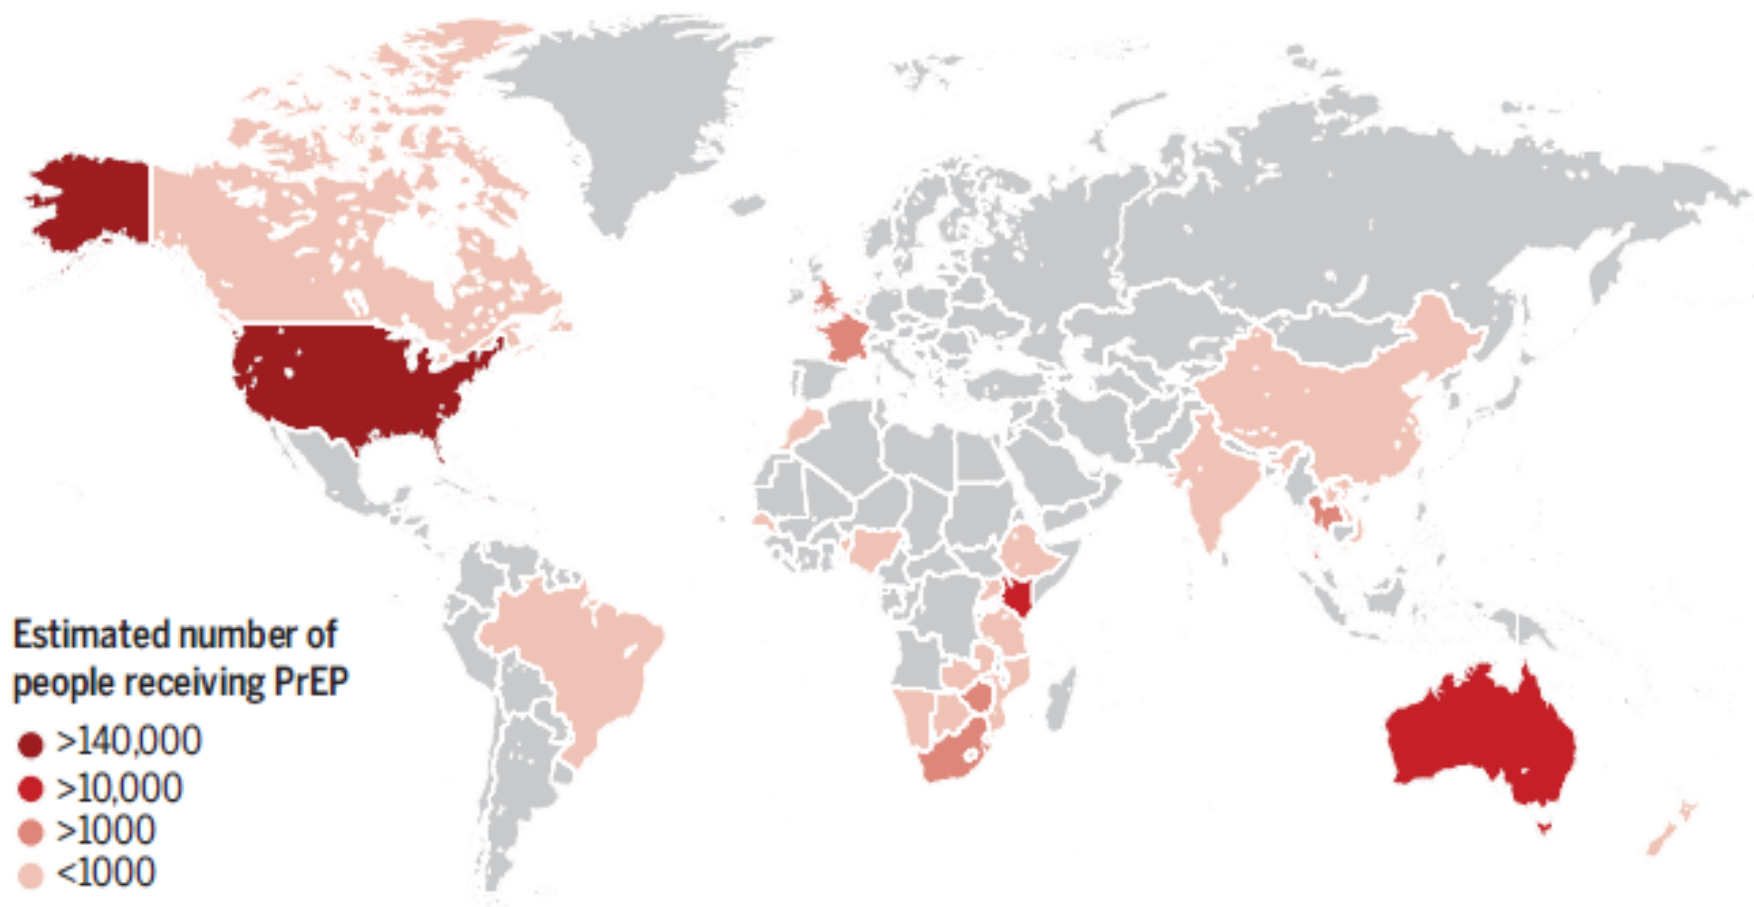 Estimated number of
people receiving PrEP
>140,000
>10,000
>1000
<1000